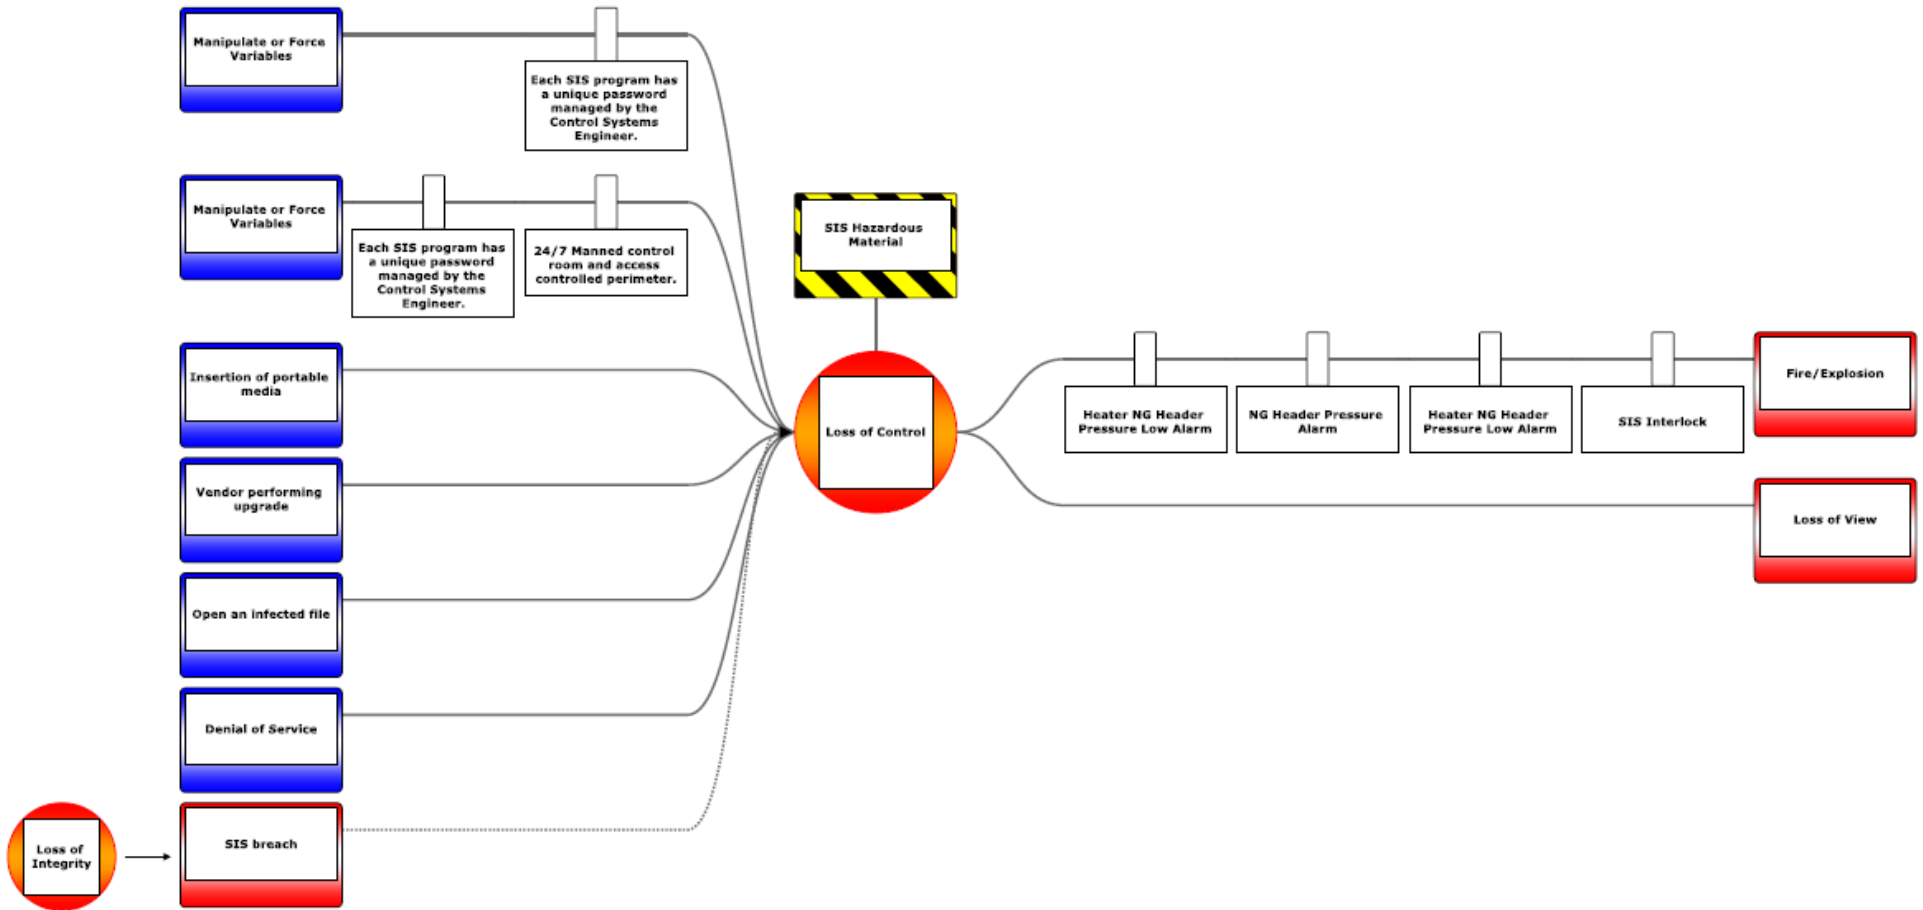 Manipulate or Force
Variables
Each SIS program has
a unique password
managed by the
Control Systems
Engineer.
Manipulate or Force
Variables
Each SIS program has
a unique password
managed by the
Control Systems
Engineer.
24/7 Manned control
room and access
controlled perimeter.
Insertion of portable
media
Vendor performing
upgrade
Open an infected file
Denial of Service
Loss of
Integrity
SIS breach
SIS Hazardous
Material
Loss of Control
Heater NG Header
Pressure Low Alarm
NG Header Pressure
Alarm
Heater NG Header
Pressure Low Alarm
SIS Interlock
Fire/Explosion
Loss of View